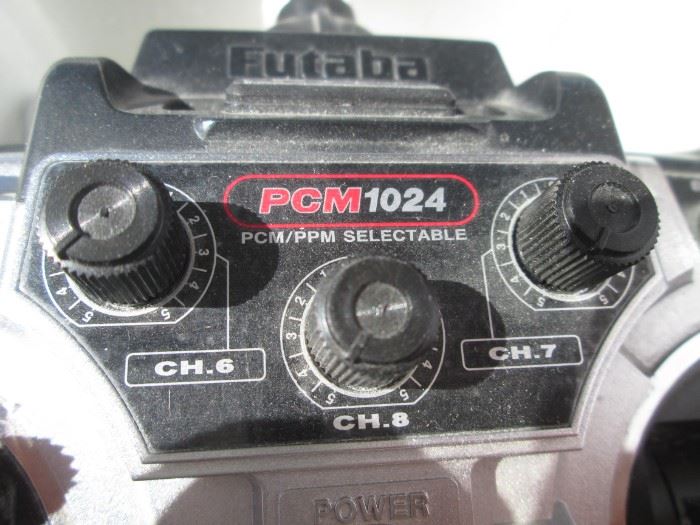 Futaba
PCM1024
PCM/PPM SELECTABLE
CH.6
CH.7
CH.8
POWER